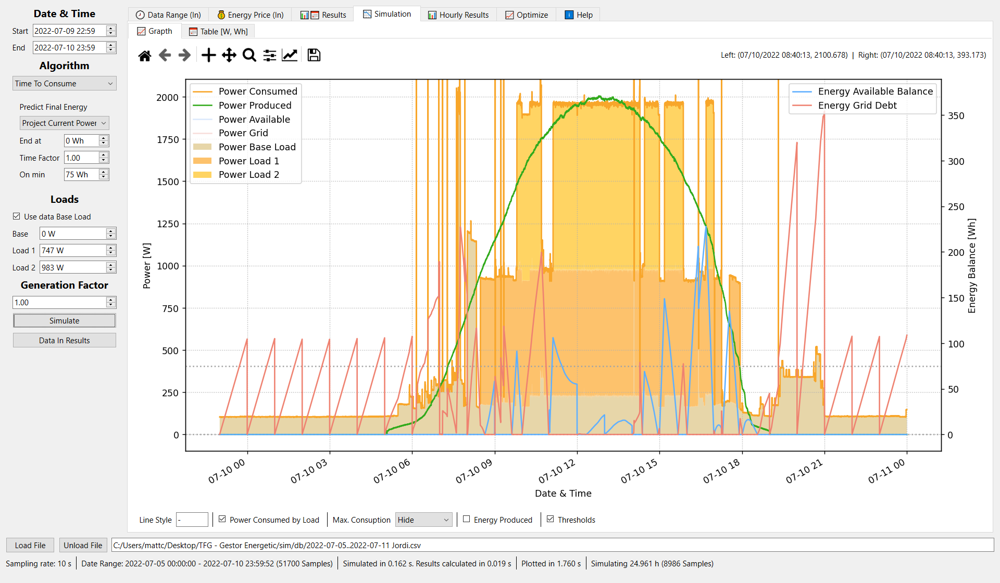 Date & Time
Start 2022-07-09 22:59
End 2022-07-10 23:59
Algorithm
Time To Consume
Predict Final Energy
Project Current Power
End at 0 Wh
Time Factor 1.00
On min 75 Wh
Loads
Use data Base Load
Base 0 W
Load 1 747 W
Load 2 983 W
Generation Factor
1.00
Simulate
Data In Results
Data Range (In) Energy Price (In) Results Simulation Hourly Results Optimize Help
Graph Table [W, Wh]
Left: (07/10/2022 08:40:13, 2100.678) | Right: (07/10/2022 08:40:13, 393.173)
Power Consumed
Power Produced
Power Available
Power Grid
Power Base Load
Power Load 1
Power Load 2
Energy Available Balance
Energy Grid Debt
Power [W]
2000
1750
1500
1250
1000
750
500
250
0
350
300
250
200
150
100
50
0
Energy Balance [Wh]
07-10 00 07-10 03 07-10 06 07-10 09 07-10 12 07-10 15 07-10 18 07-10 21 07-11 00
Date & Time
Line Style - Power Consumed by Load Max. Consuption Hide Energy Produced Thresholds
Load File Unload File C:/Users/mattc/Desktop/TFG - Gestor Energetic/sim/db/2022-07-05..2022-07-11 Jordi.csv
Sampling rate: 10 s Date Range: 2022-07-05 00:00:00 - 2022-07-10 23:59:52 (51700 Samples) Simulated in 0.162 s. Results calculated in 0.019 s Plotted in 1.760 s Simulating 24.961 h (8986 Samples)